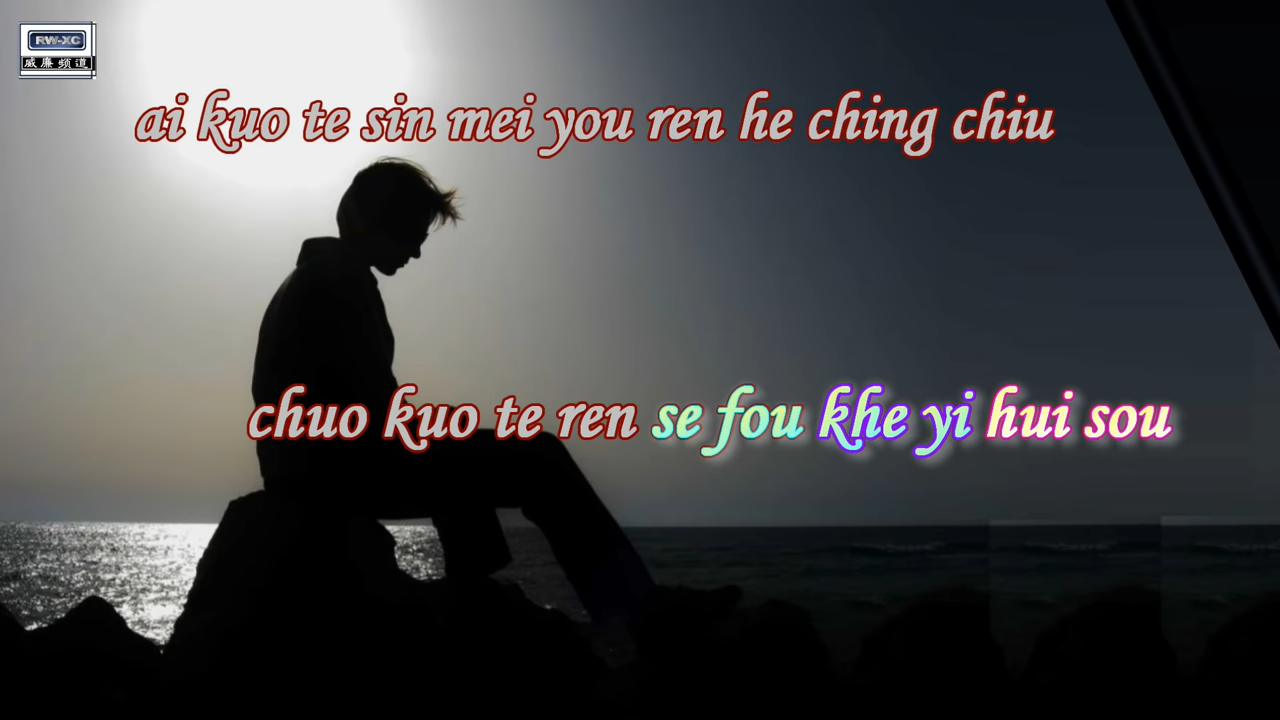 RW-XC
威廉频道
ai kuo te sin mei you ren he ching chiu
chuo kuo te ren se fou khe yi hui sou